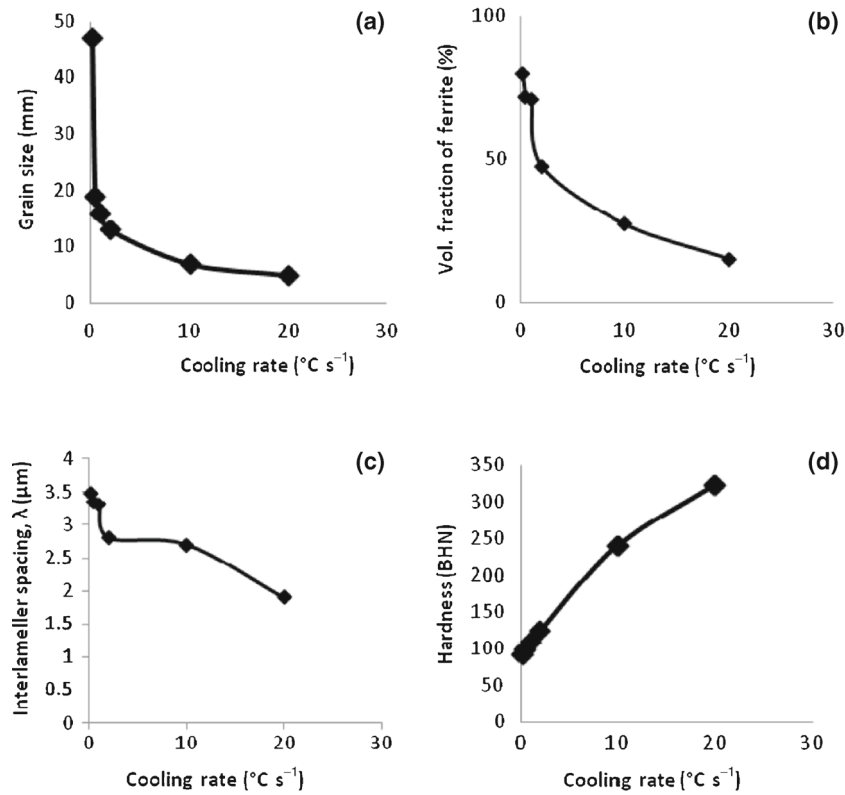 (a)
Grain size (mm)
50
40
30
20
10
0
0 10 20 30
Cooling rate (°C s⁻¹)
(b)
Vol. fraction of ferrite (%)
100
50
0
0 10 20 30
Cooling rate (°C s⁻¹)
(c)
Interlameller spacing, λ (µm)
4
3.5
3
2.5
2
1.5
1
0.5
0
0 10 20 30
Cooling rate (°C s⁻¹)
(d)
Hardness (BHN)
350
300
250
200
150
100
50
0
0 10 20 30
Cooling rate (°C s⁻¹)